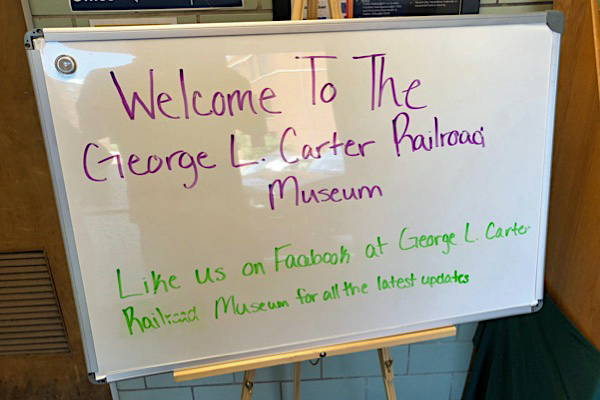 Welcome To The
George L. Carter Railroad
Museum
Like us on Facebook at George L. Carter
Railroad Museum for all the latest updates